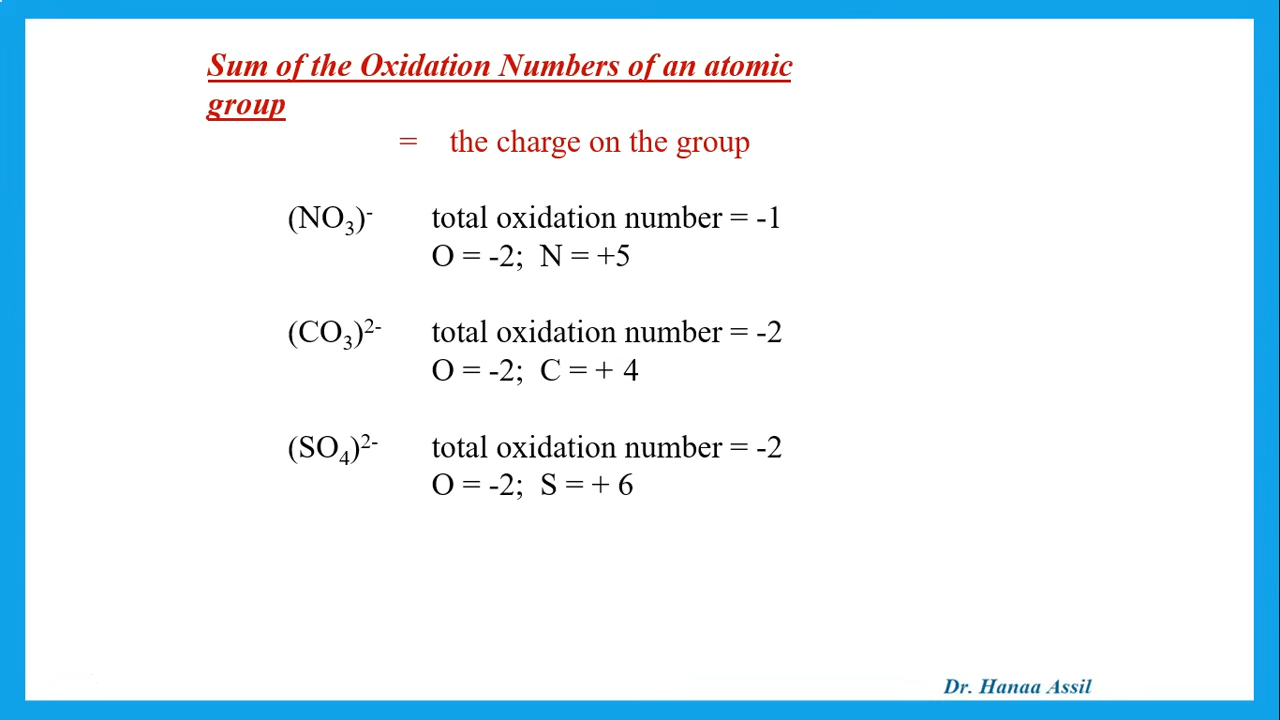 Sum of the Oxidation Numbers of an atomic
group
= the charge on the group
(NO₃)⁻ total oxidation number = -1
O = -2; N = +5
(CO₃)²⁻ total oxidation number = -2
O = -2; C = + 4
(SO₄)²⁻ total oxidation number = -2
O = -2; S = + 6
Dr. Hanaa Assil